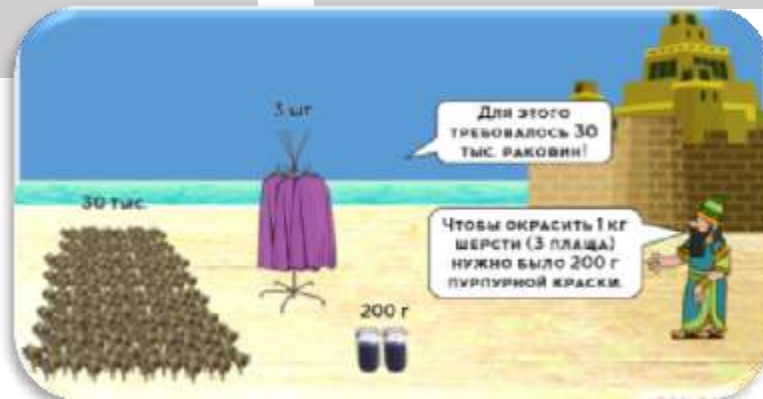 3 шт
Для этого
требовалось 30
тыс. раковин!
30 тыс.
Чтобы окрасить 1 кг
шерсти (3 плаща)
нужно было 200 г
пурпурной краски.
200 г